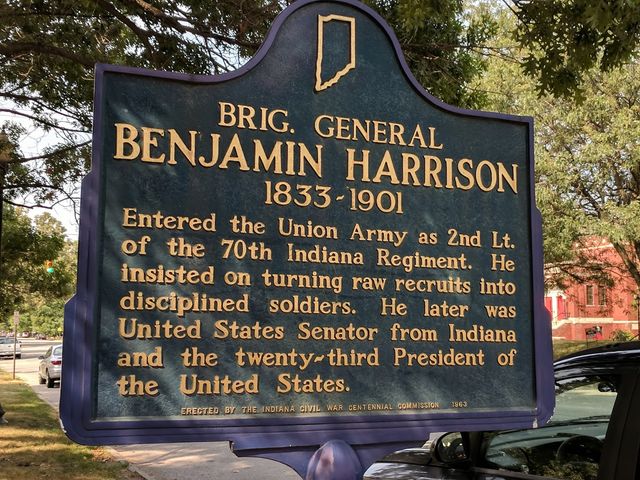 BRIG. GENERAL
BENJAMIN HARRISON
1833-1901
Entered the Union Army as 2nd Lt.
of the 70th Indiana Regiment. He
insisted on turning raw recruits into
disciplined soldiers. He later was
United States Senator from Indiana
and the twenty-third President of
the United States.
ERECTED BY THE INDIANA CIVIL WAR CENTENNIAL COMMISSION 1963